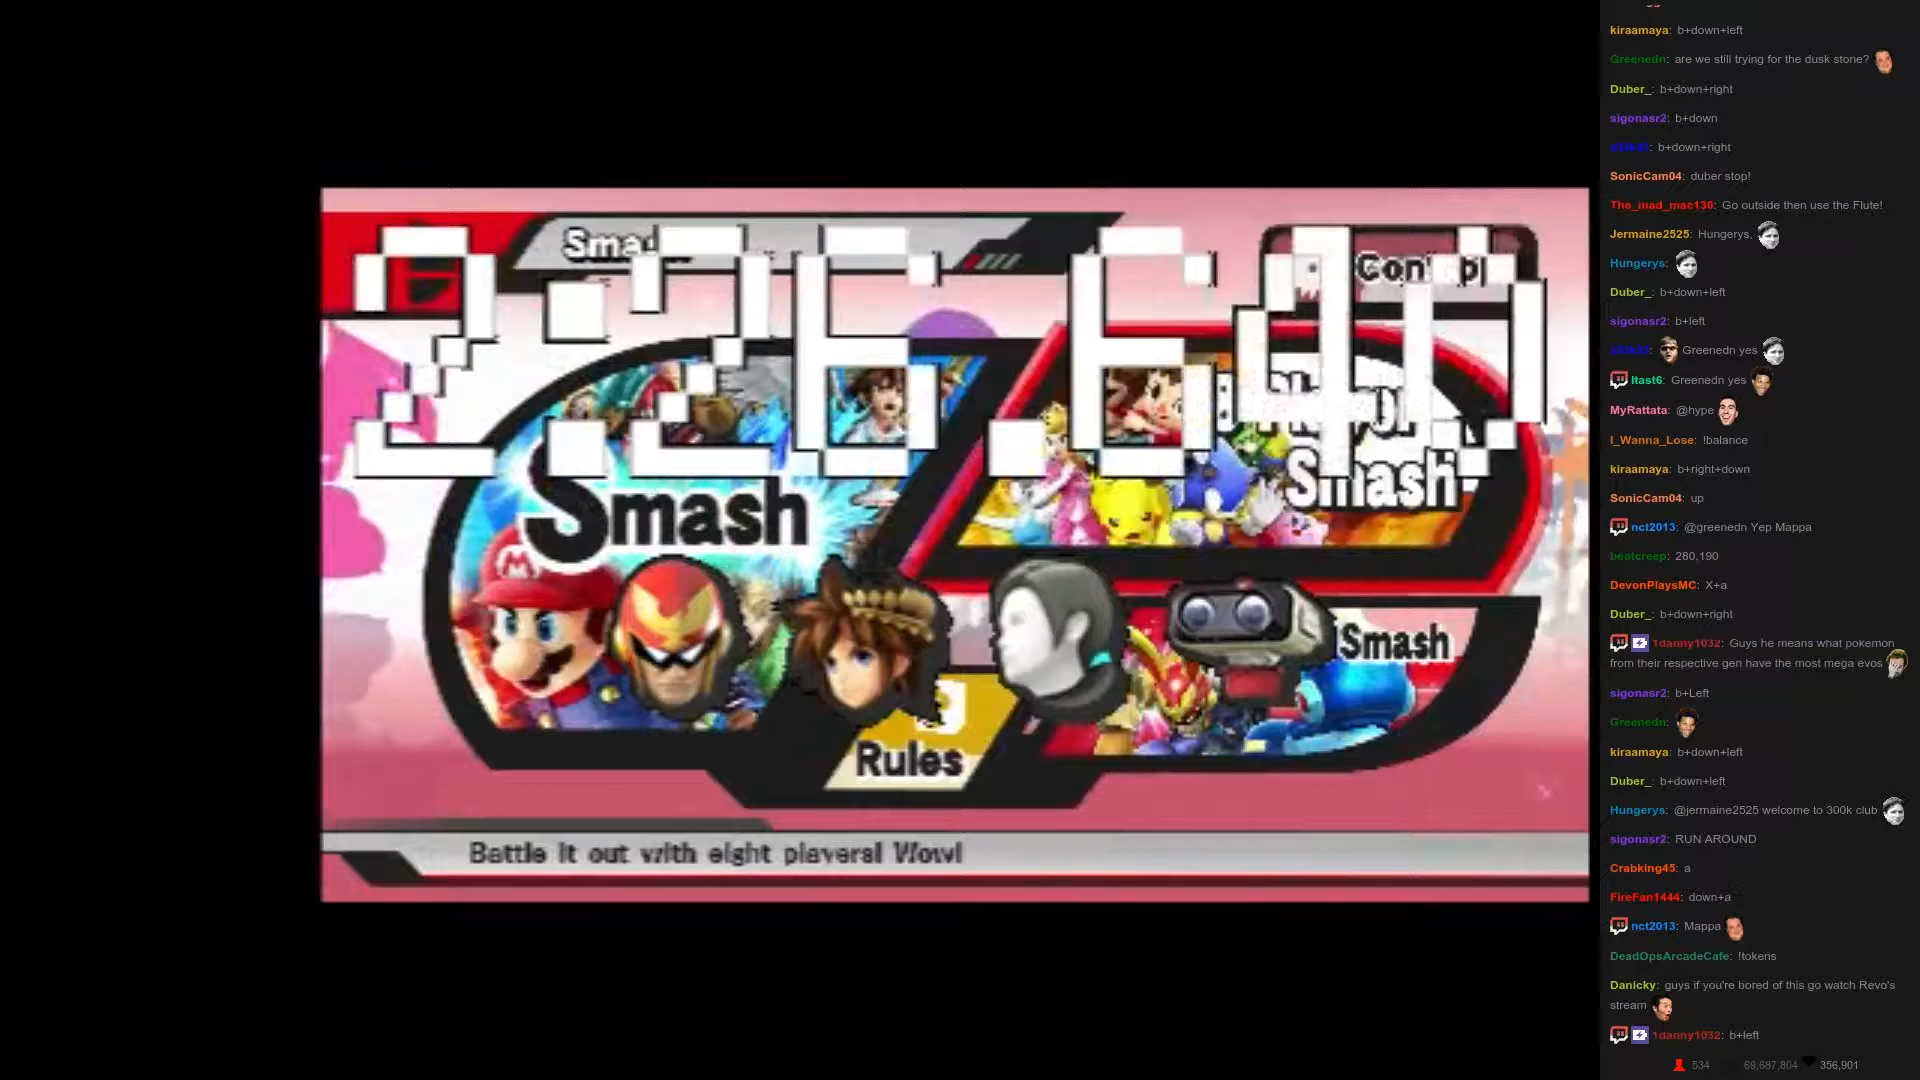 Smash
2:26.60
Smash
Smash
Smash
Rules
Battle it out with eight players! Wow!
kiraamaya: b+down+left
Greenedn: are we still trying for the dusk stone?
Duber_: b+down+right
sigonasr2: b+down
b+down+right
SonicCam04: duber stop!
The_mad_mac130: Go outside then use the Flute!
Jermaine2525: Hungerys,
Hungerys:
Duber_: b+down+left
sigonasr2: b+left
Greenedn yes
ltast6: Greenedn yes
MyRattata: @hype
I_Wanna_Lose: !balance
kiraamaya: b+right+down
SonicCam04: up
nct2013: @greenedn Yep Mappa
beatcreep: 280,190
DevonPlaysMC: X+a
Duber_: b+down+right
1danny1032: Guys he means what pokemon
from their respective gen have the most mega evos
sigonasr2: b+Left
Greenedn:
kiraamaya: b+down+left
Duber_: b+down+left
Hungerys: @jermaine2525 welcome to 300k club
sigonasr2: RUN AROUND
Crabking45: a
FireFan1444: down+a
nct2013: Mappa
DeadOpsArcadeCafe: !tokens
Danicky: guys if you're bored of this go watch Revo's
stream
1danny1032: b+left
534 69,687,804 356,901